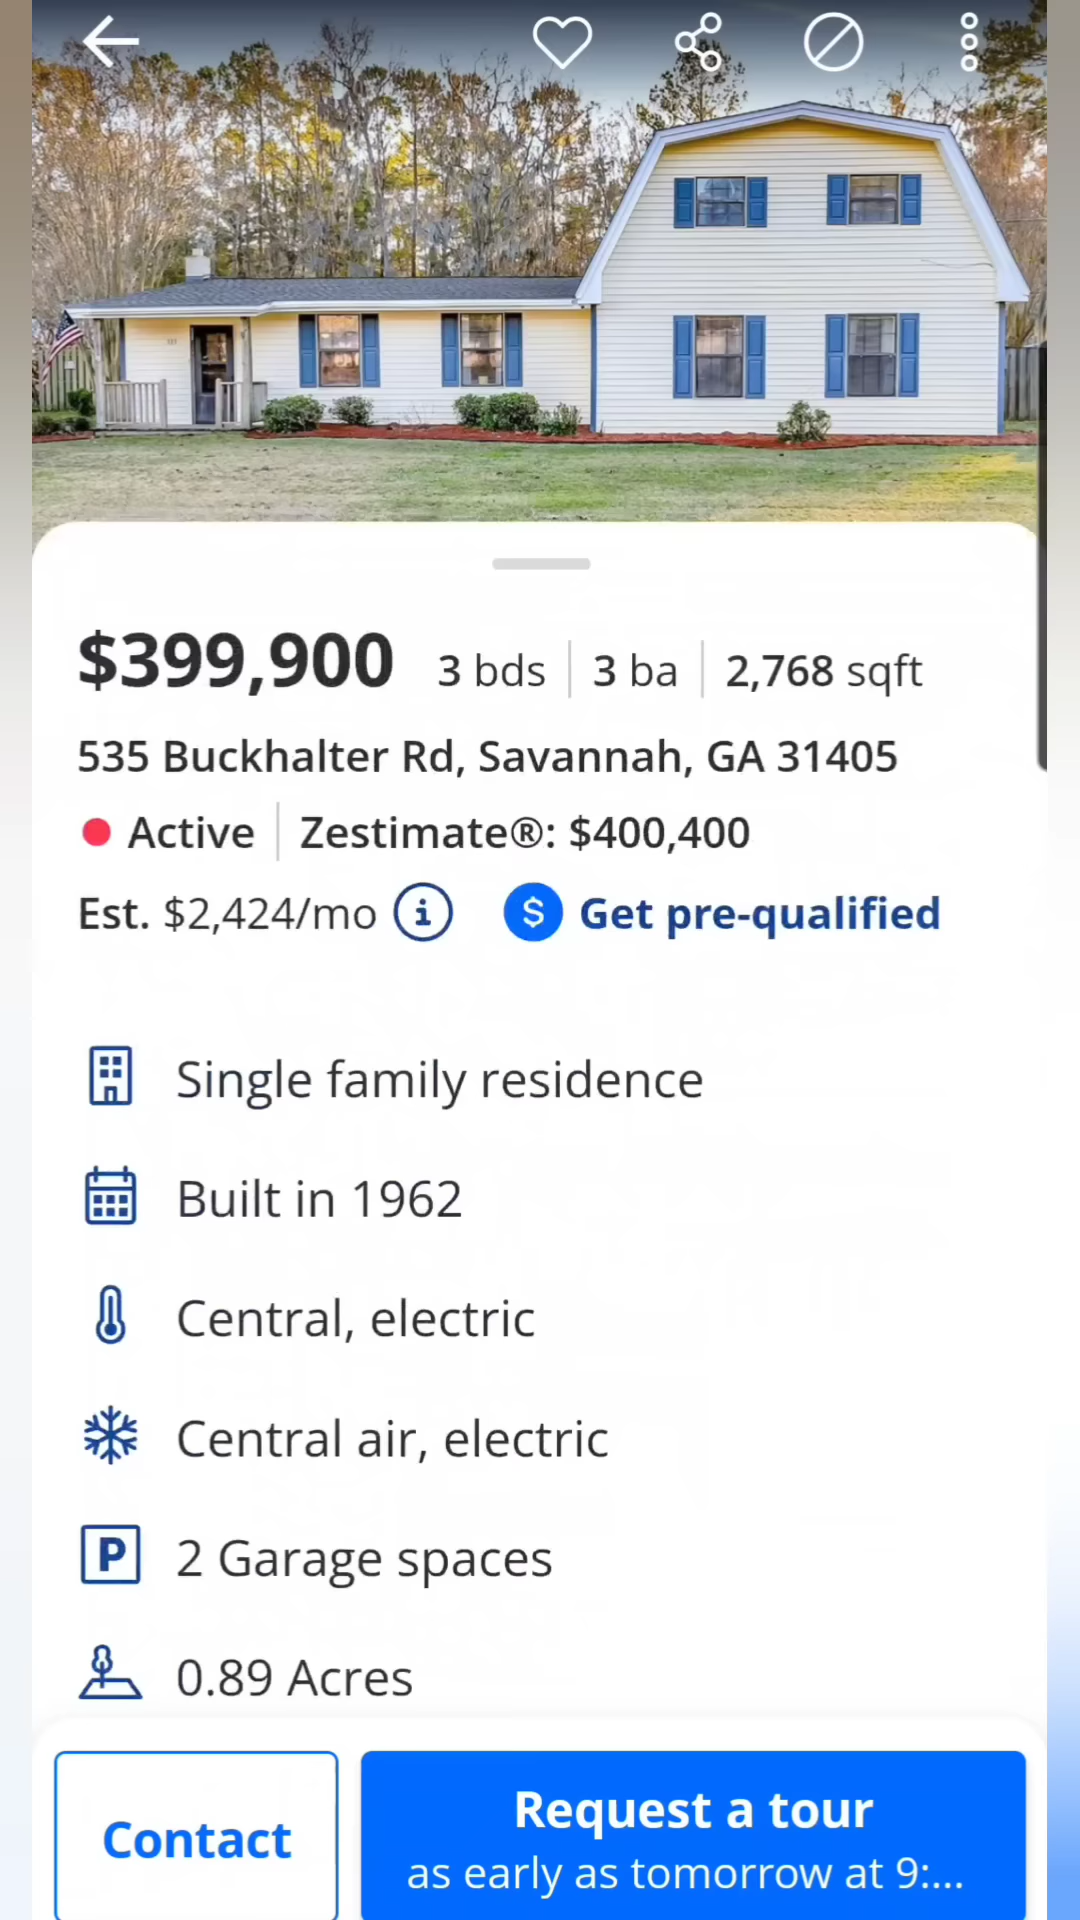 $399,900 3 bds 3 ba 2,768 sqft
535 Buckhalter Rd, Savannah, GA 31405
Active Zestimate®: $400,400
Est. $2,424/mo Get pre-qualified
Single family residence
Built in 1962
Central, electric
Central air, electric
P 2 Garage spaces
0.89 Acres
Contact
Request a tour
as early as tomorrow at 9:...